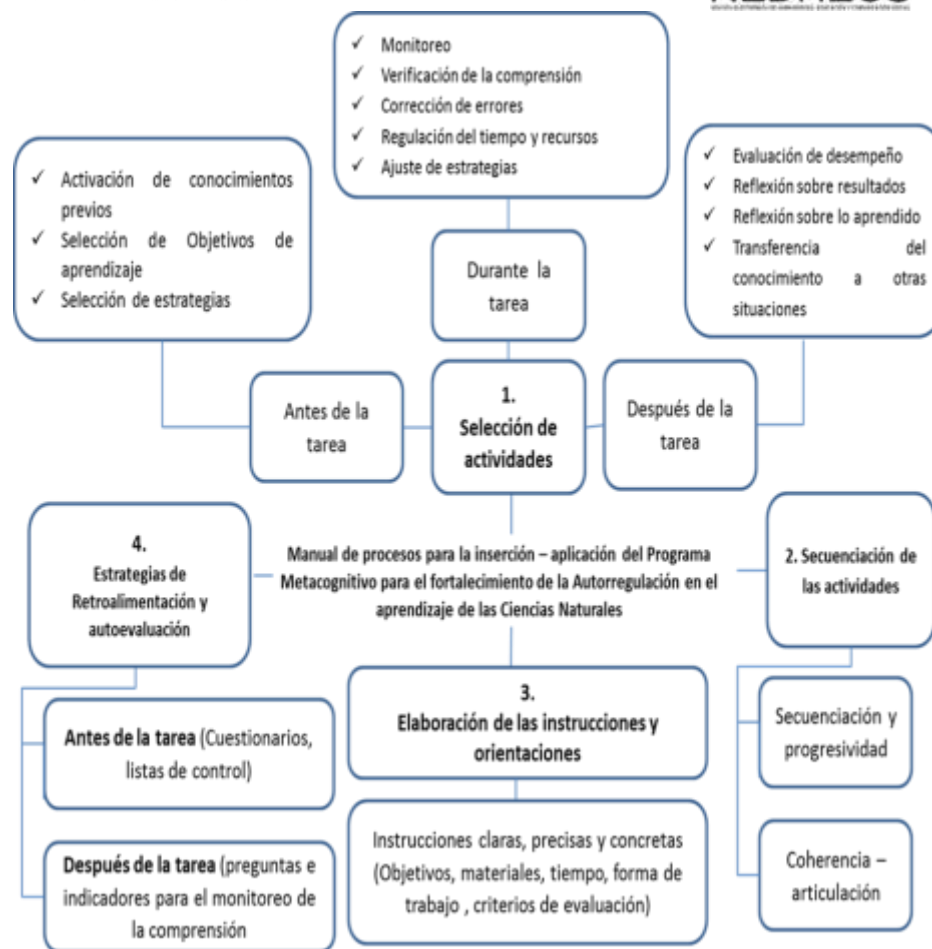 ✓ Monitoreo
✓ Verificación de la comprensión
✓ Corrección de errores
✓ Regulación del tiempo y recursos
✓ Ajuste de estrategias
✓ Activación de conocimientos
previos
✓ Selección de Objetivos de
aprendizaje
✓ Selección de estrategias
✓ Evaluación de desempeño
✓ Reflexión sobre resultados
✓ Reflexión sobre lo aprendido
✓ Transferencia del
conocimiento a otras
situaciones
Durante la
tarea
Antes de la
tarea
1.
Selección de
actividades
Después de la
tarea
4.
Estrategias de
Retroalimentación y
autoevaluación
Manual de procesos para la inserción – aplicación del Programa
Metacognitivo para el fortalecimiento de la Autorregulación en el
aprendizaje de las Ciencias Naturales
2. Secuenciación de
las actividades
3.
Elaboración de las instrucciones y
orientaciones
Antes de la tarea (Cuestionarios,
listas de control)
Después de la tarea (preguntas e
indicadores para el monitoreo de
la comprensión
Instrucciones claras, precisas y concretas
(Objetivos, materiales, tiempo, forma de
trabajo , criterios de evaluación)
Secuenciación y
progresividad
Coherencia –
articulación